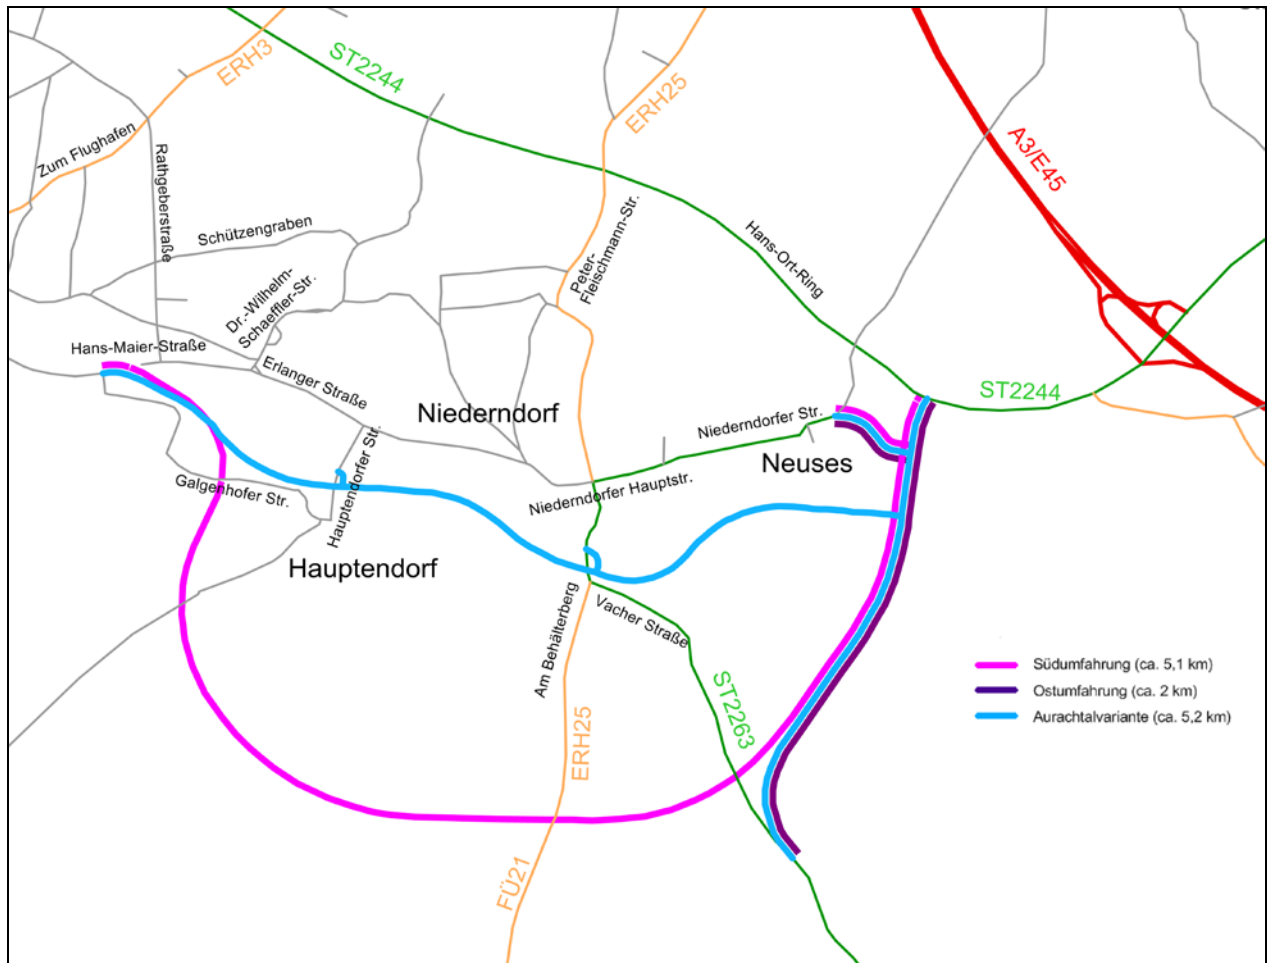 ERH3
ST2244
ERH25
A3/E45
Zum Flughafen
Rathgeberstraße
Schützengraben
Peter-
Fleischmann-Str.
Hans-Ort-Ring
Dr.-Wilhelm-
Schaeffler-Str.
Hans-Maier-Straße
Erlanger Straße
ST2244
Niederndorf
Niederndorfer Str.
Neuses
Hauptendorfer Str.
Galgenhofer Str.
Niederndorfer Hauptstr.
Hauptendorf
Am Behälterberg
Vacher Straße
ST2263
ERH25
FÜ21
Südumfahrung (ca. 5,1 km)
Ostumfahrung (ca. 2 km)
Aurachtalvariante (ca. 5,2 km)